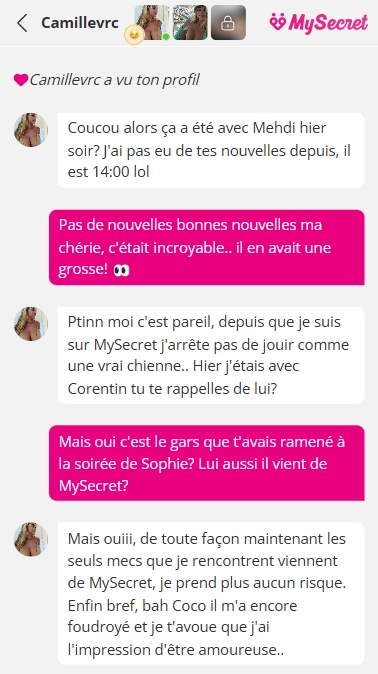 Camillevrc
MySecret
Camillevrc a vu ton profil
Coucou alors ça a été avec Mehdi hier
soir? J'ai pas eu de tes nouvelles depuis, il
est 14:00 lol
Pas de nouvelles bonnes nouvelles ma
chérie, c'était incroyable.. il en avait une
grosse! 👀
Ptinn moi c'est pareil, depuis que je suis
sur MySecret j'arrête pas de jouir comme
une vrai chienne.. Hier j'étais avec
Corentin tu te rappelles de lui?
Mais oui c'est le gars que t'avais ramené à
la soirée de Sophie? Lui aussi il vient de
MySecret?
Mais ouiii, de toute façon maintenant les
seuls mecs que je rencontrent viennent
de MySecret, je prend plus aucun risque.
Enfin bref, bah Coco il m'a encore
foudroyé et je t'avoue que j'ai
l'impression d'être amoureuse..